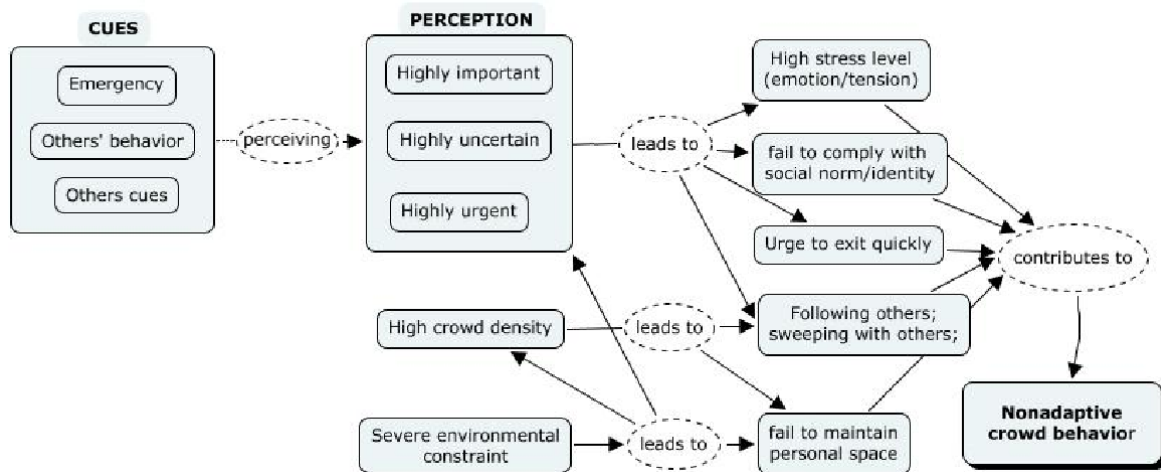 CUES
Emergency
Others' behavior
Others cues
perceiving
PERCEPTION
Highly important
Highly uncertain
Highly urgent
leads to
High stress level
(emotion/tension)
fail to comply with
social norm/identity
Urge to exit quickly
contributes to
High crowd density
leads to
Following others;
sweeping with others;
Severe environmental
constraint
leads to
fail to maintain
personal space
Nonadaptive
crowd behavior